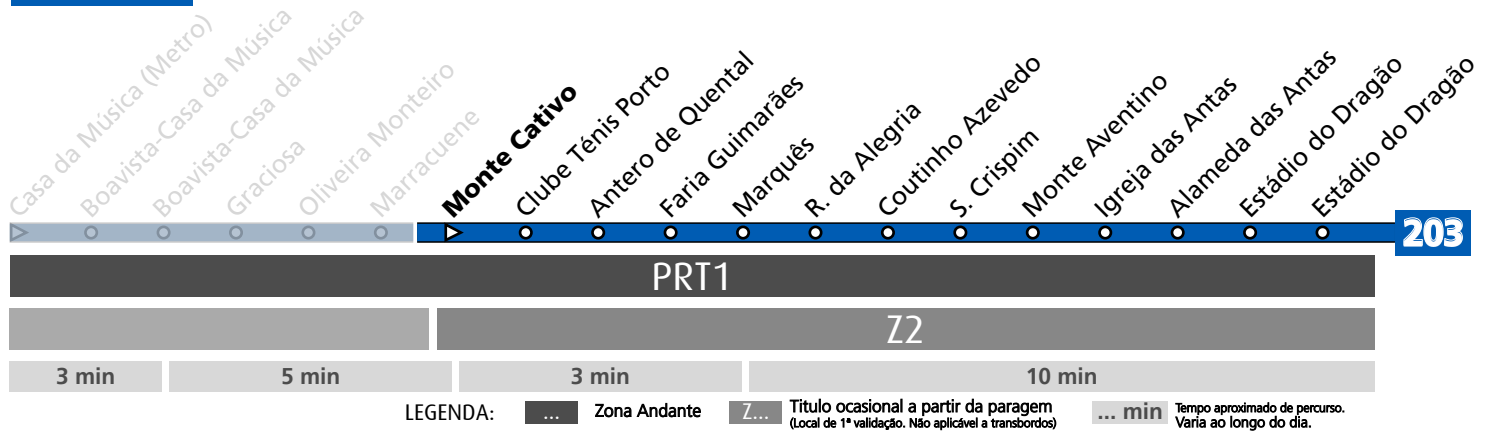 Casa da Música (Metro)
Boavista-Casa da Música
Boavista-Casa da Música
Graciosa
Oliveira Monteiro
Marracuene
Monte Cativo
Clube Ténis Porto
Antero de Quental
Faria Guimarães
Marquês
R. da Alegria
Coutinho Azevedo
S. Crispim
Monte Aventino
Igreja das Antas
Alameda das Antas
Estádio do Dragão
Estádio do Dragão
203
PRT1
Z2
3 min
5 min
3 min
10 min
LEGENDA:
...
Zona Andante
Z...
Titulo ocasional a partir da paragem
(Local de 1ª validação. Não aplicável a transbordos)
... min
Tempo aproximado de percurso.
Varia ao longo do dia.